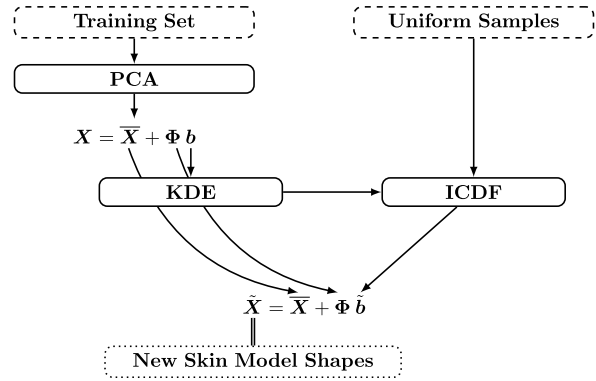 Training Set
Uniform Samples
PCA
X = X̅ + Φ b
KDE
ICDF
X̃ = X̅ + Φ b̃
New Skin Model Shapes